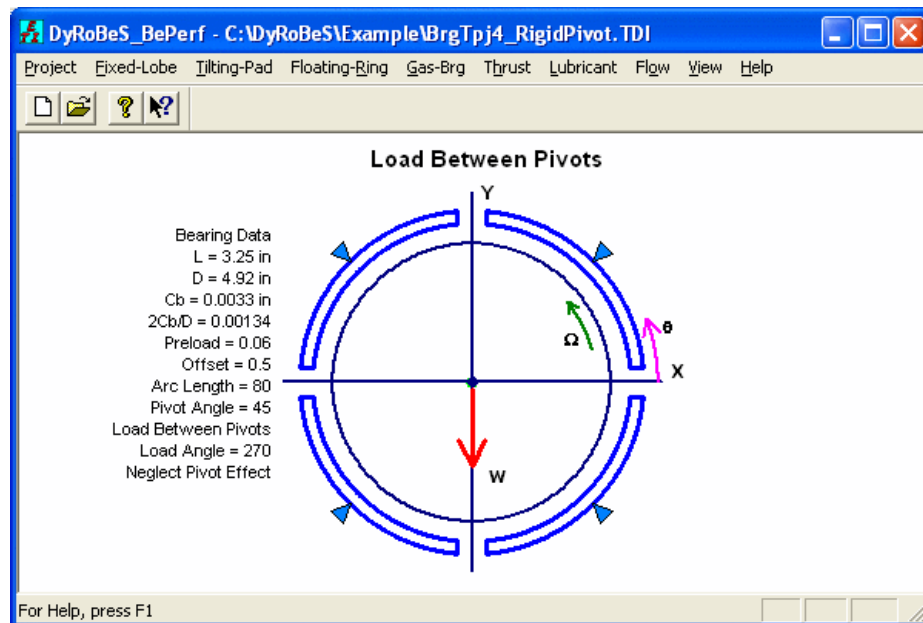 DyRoBeS_BePerf - C:\DyRoBeS\Example\BrgTpj4_RigidPivot.TDI
Project Fixed-Lobe Tilting-Pad Floating-Ring Gas-Brg Thrust Lubricant Flow View Help
Load Between Pivots
Y
Bearing Data
L = 3.25 in
D = 4.92 in
Cb = 0.0033 in
2Cb/D = 0.00134
Preload = 0.06
Offset = 0.5
Arc Length = 80
Pivot Angle = 45
Load Between Pivots
Load Angle = 270
Neglect Pivot Effect
Ω
θ
X
W
For Help, press F1